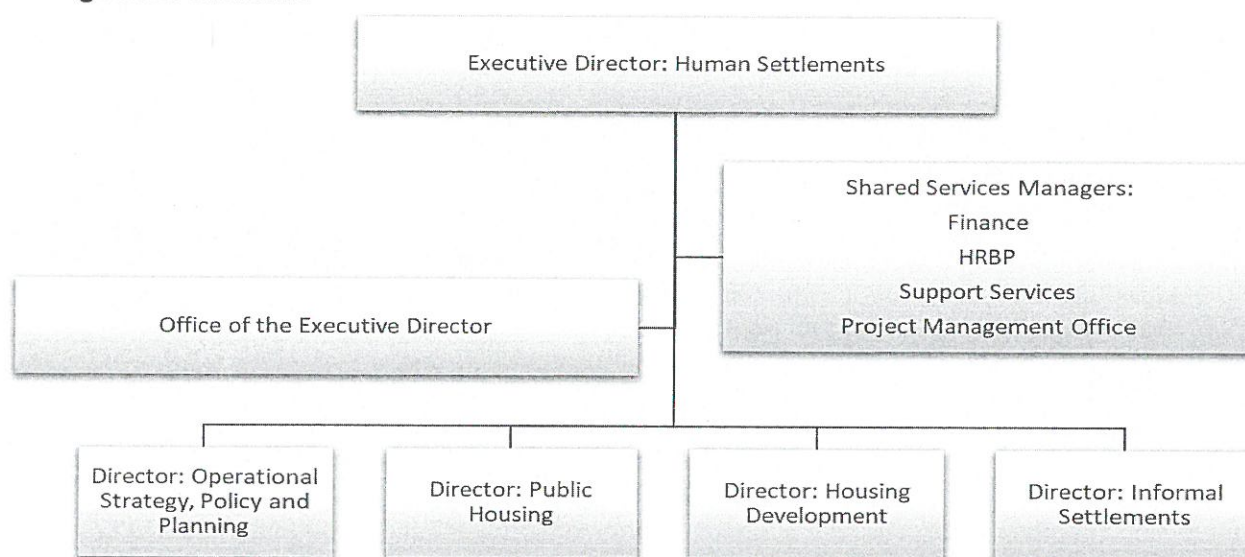 Executive Director: Human Settlements
Shared Services Managers:
Finance
HRBP
Support Services
Project Management Office
Office of the Executive Director
Director: Operational
Strategy, Policy and
Planning
Director: Public
Housing
Director: Housing
Development
Director: Informal
Settlements